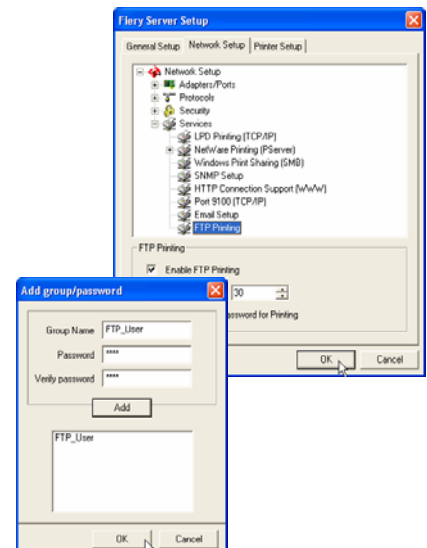 Fiery Server Setup
General Setup Network Setup Printer Setup
Network Setup
Adapters/Ports
Protocols
Security
Services
LPD Printing (TCP/IP)
NetWare Printing (PServer)
Windows Print Sharing (SMB)
SNMP Setup
HTTP Connection Support (WWW)
Port 9100 (TCP/IP)
Email Setup
FTP Printing
FTP Printing
Enable FTP Printing
30
password for Printing
OK Cancel
Add group/password
Group Name FTP_User
Password ****
Verify password ****
Add
FTP_User
OK Cancel